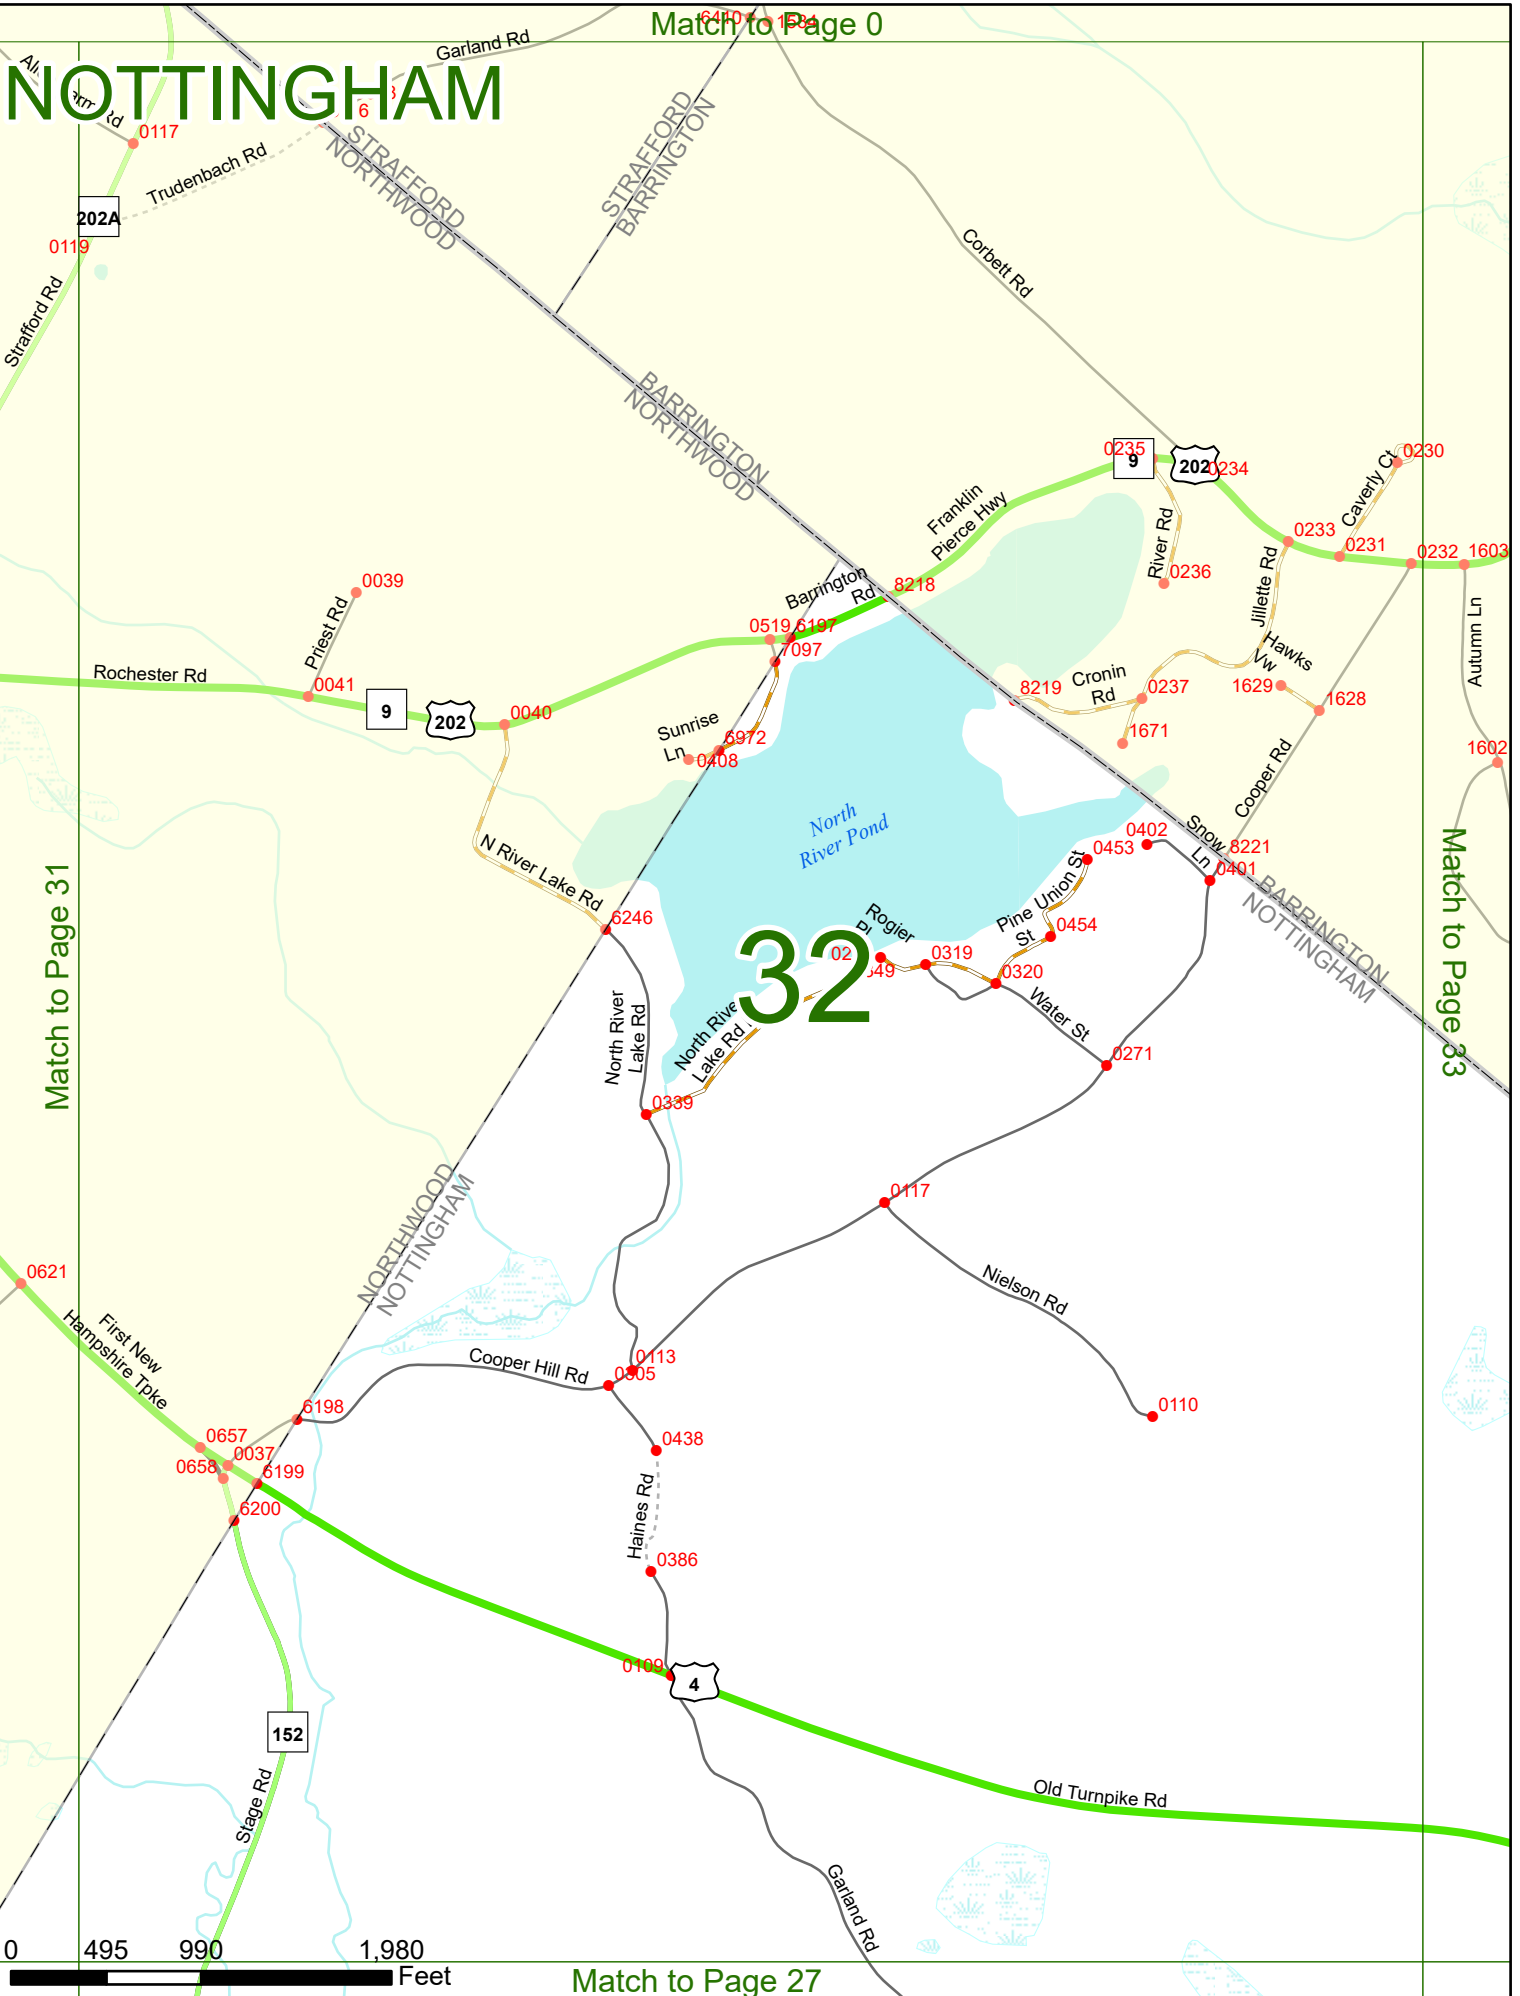 6410
1584
Match to Page 0
Garland Rd
NOTTINGHAM
Rd
0117
6
Trudenbach Rd
STRAFFORD
NORTHWOOD
STRAFFORD
BARRINGTON
202A
0119
Strafford Rd
Corbett Rd
BARRINGTON
NORTHWOOD
0235
9
202
0234
Caverly Ct
0230
Franklin
Pierce Hwy
0233
0231
0232
1603
River Rd
0236
Jillette Rd
Barrington
Rd
8218
0039
Priest Rd
0519
6197
7097
Rochester Rd
0041
9
202
0040
Sunrise
Ln
6972
0408
Hawks
Vw
1629
1628
Cronin
Rd
8219
0237
1671
Autumn Ln
1602
Cooper Rd
North
River Pond
N River Lake Rd
0402
Snow
Ln
8221
0401
0453
Pine Union St
St
0454
Match to Page 31
Match to Page 33
BARRINGTON
NOTTINGHAM
6246
Rogier
Pl
02
549
0319
0320
32
Water St
North River
Lake Rd
North Rive
Lake Rd
0271
0339
NORTHWOOD
NOTTINGHAM
0117
0621
Nielson Rd
First New
Hampshire Tpke
Cooper Hill Rd
0113
0305
6198
0110
0657
0037
0658
6199
0438
6200
Haines Rd
0386
0109
4
152
Old Turnpike Rd
Stage Rd
Garland Rd
0
495
990
1,980
Feet
Match to Page 27